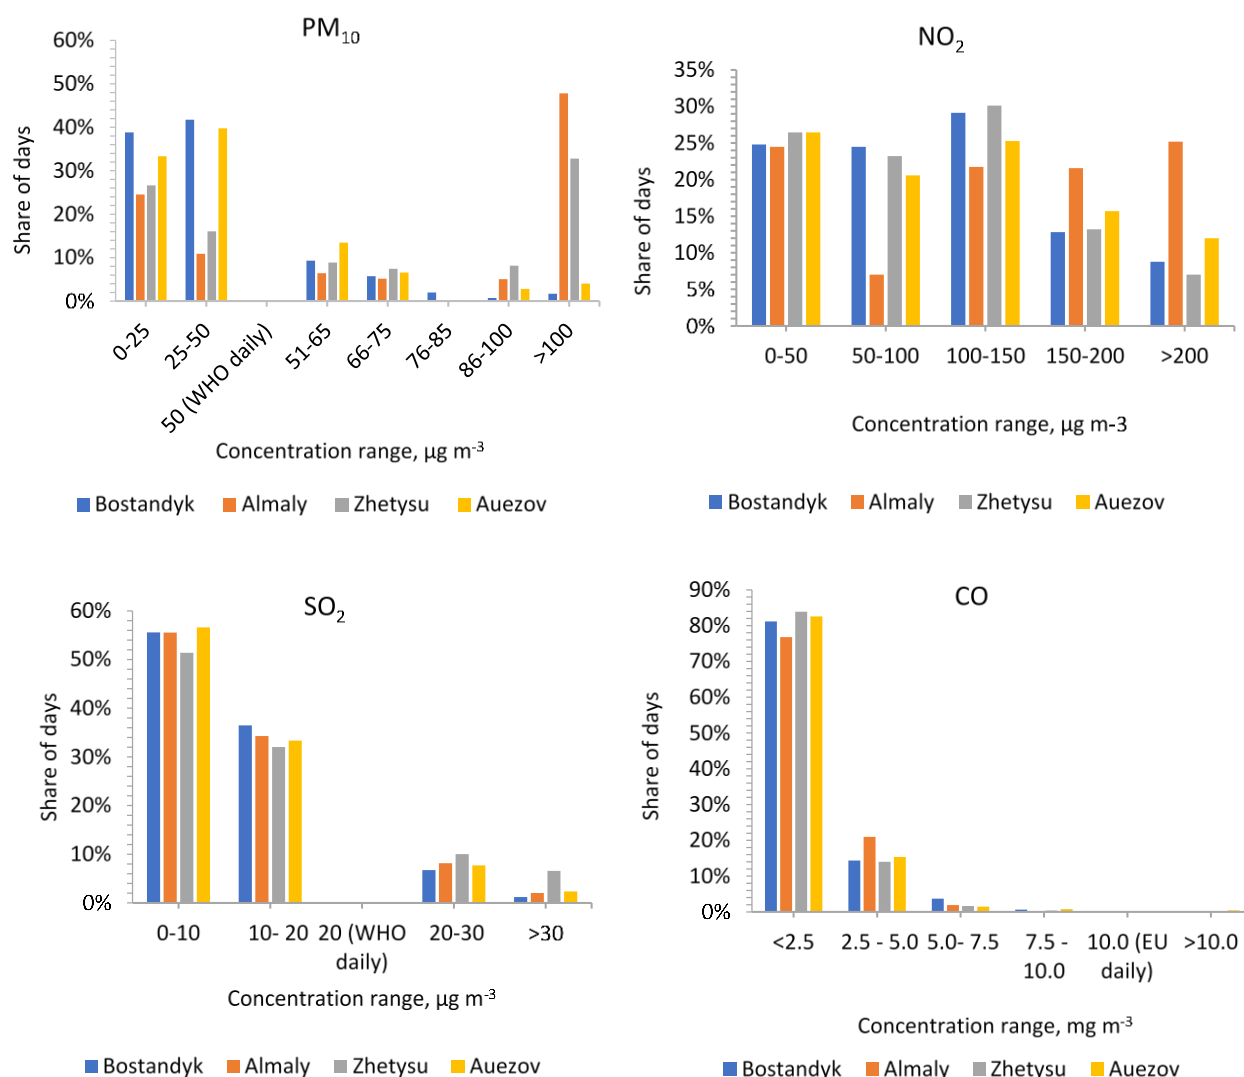 PM10
60%
50%
40%
30%
20%
10%
0%
Share of days
0-25
25-50
50 (WHO daily)
51-65
66-75
76-85
86-100
>100
Concentration range, µg m-3
Bostandyk Almaly Zhetysu Auezov
NO2
35%
30%
25%
20%
15%
10%
5%
0%
Share of days
0-50 50-100 100-150 150-200 >200
Concentration range, µg m-3
Bostandyk Almaly Zhetysu Auezov
SO2
60%
50%
40%
30%
20%
10%
0%
Share of days
0-10 10- 20 20 (WHO 20-30 >30
daily)
Concentration range, µg m-3
Bostandyk Almaly Zhetysu Auezov
CO
90%
80%
70%
60%
50%
40%
30%
20%
10%
0%
Share of days
<2.5 2.5 - 5.0 5.0- 7.5 7.5 - 10.0 (EU >10.0
10.0 daily)
Concentration range, mg m-3
Bostandyk Almaly Zhetysu Auezov